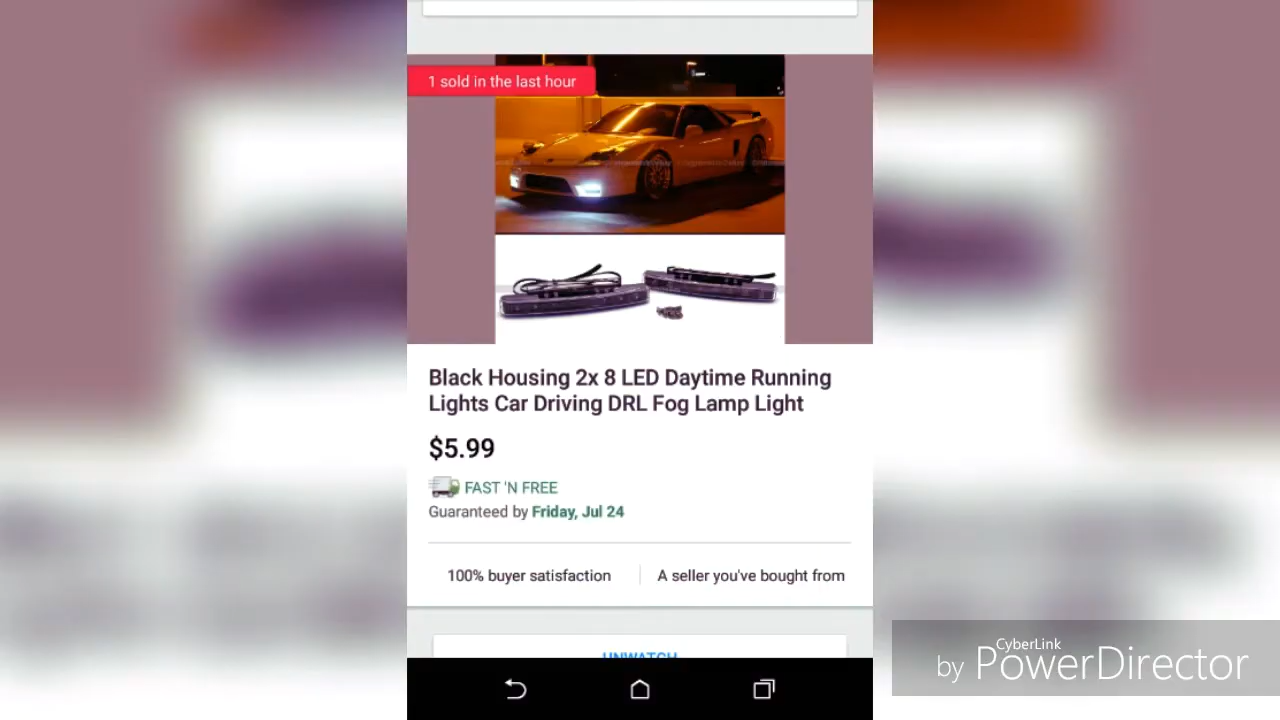 1 sold in the last hour
Black Housing 2x 8 LED Daytime Running
Lights Car Driving DRL Fog Lamp Light
$5.99
FAST 'N FREE
Guaranteed by Friday, Jul 24
100% buyer satisfaction
A seller you've bought from
UNWATCH
CyberLink
by PowerDirector